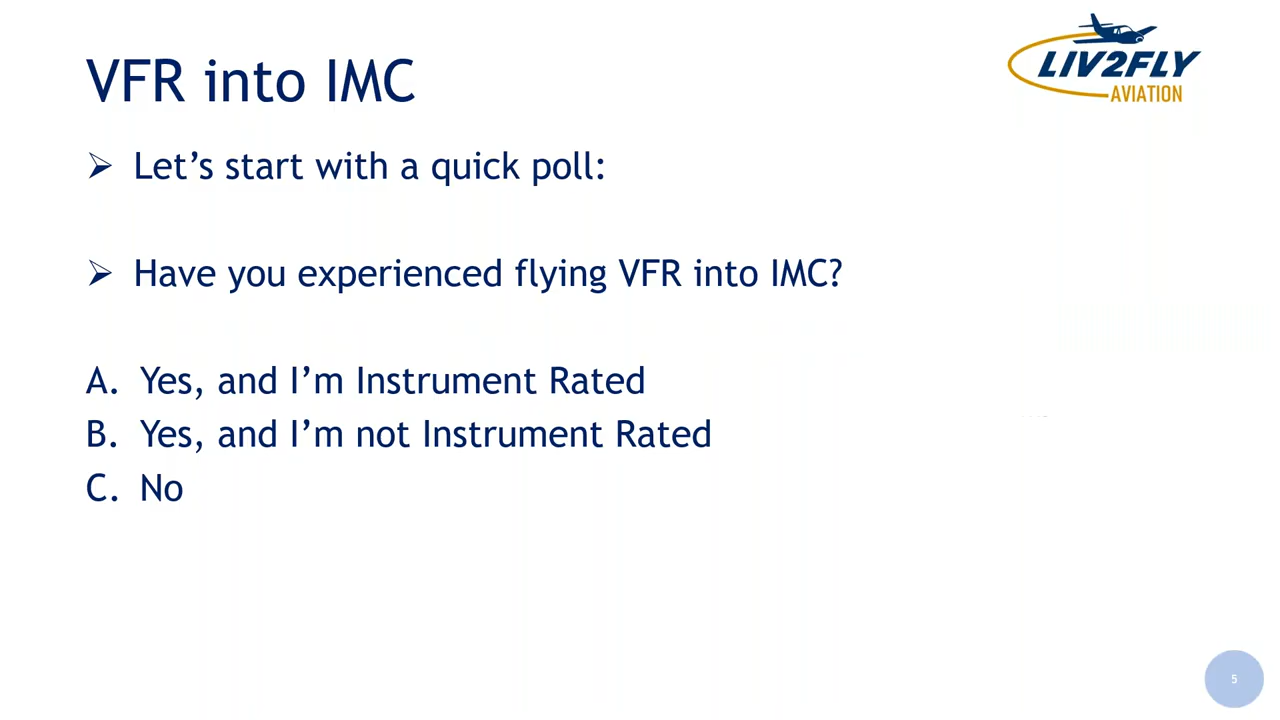 VFR into IMC
LIV2FLY
AVIATION
➢ Let’s start with a quick poll:
➢ Have you experienced flying VFR into IMC?
A. Yes, and I’m Instrument Rated
B. Yes, and I’m not Instrument Rated
C. No
5